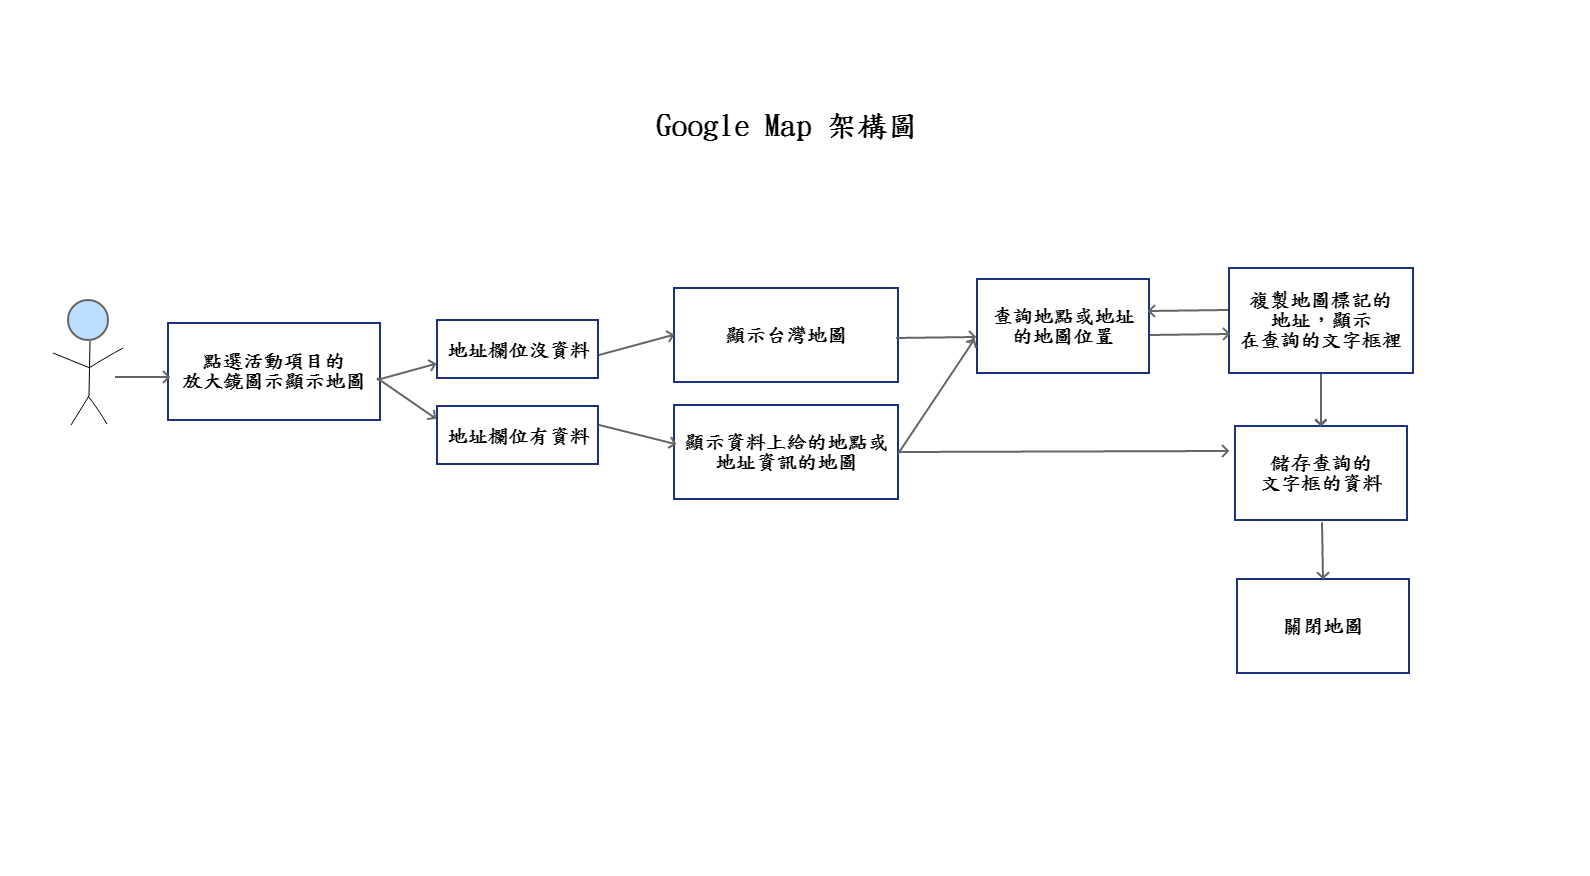 Google Map 架構圖
點選活動項目的
放大鏡圖示顯示地圖
地址欄位沒資料
地址欄位有資料
顯示台灣地圖
顯示資料上給的地點或
地址資訊的地圖
查詢地點或地址
的地圖位置
複製地圖標記的
地址，顯示
在查詢的文字框裡
儲存查詢的
文字框的資料
關閉地圖